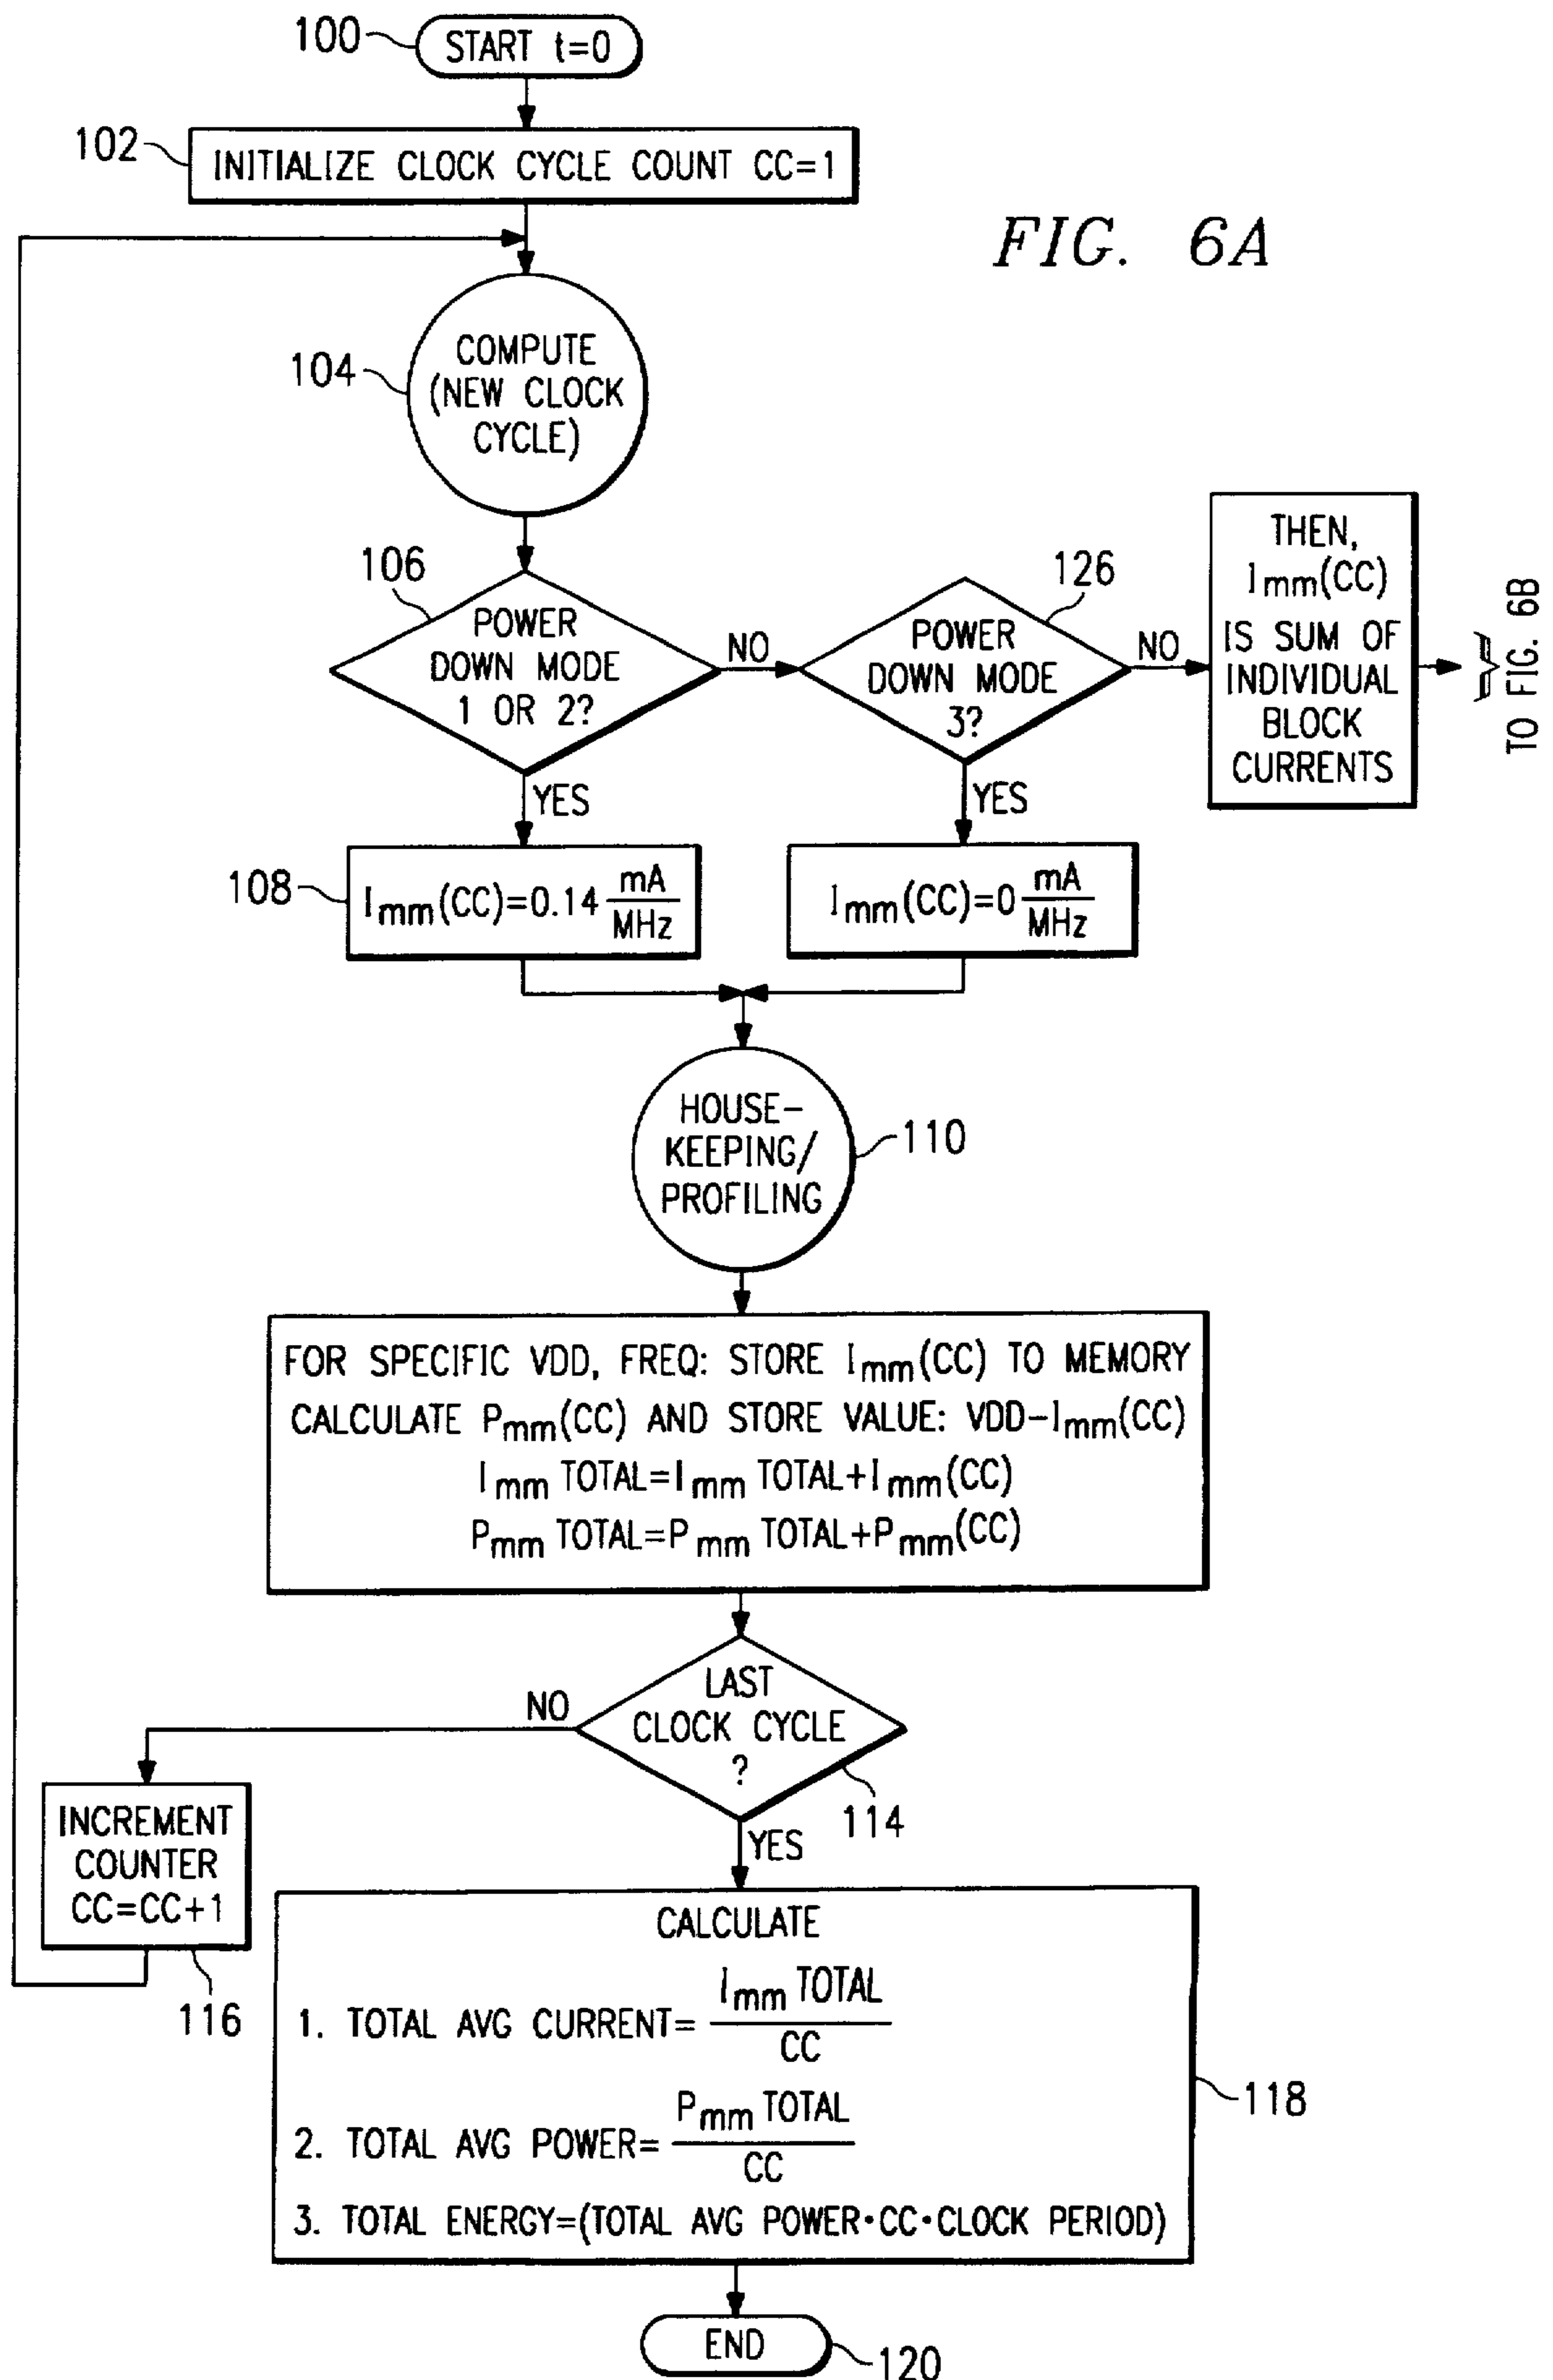 100
START t=0
102
INITIALIZE CLOCK CYCLE COUNT CC=1
FIG. 6A
104
COMPUTE
(NEW CLOCK
CYCLE)
106
POWER
DOWN MODE
1 OR 2?
NO
YES
126
POWER
DOWN MODE
3?
NO
YES
THEN,
Imm(CC)
IS SUM OF
INDIVIDUAL
BLOCK
CURRENTS
TO FIG. 6B
108
Imm(CC)=0.14 mA/MHz
Imm(CC)=0 mA/MHz
HOUSE-
KEEPING/
PROFILING
110
FOR SPECIFIC VDD, FREQ: STORE Imm(CC) TO MEMORY
CALCULATE Pmm(CC) AND STORE VALUE: VDD-Imm(CC)
Imm TOTAL=Imm TOTAL+Imm(CC)
Pmm TOTAL=Pmm TOTAL+Pmm(CC)
LAST
CLOCK CYCLE
?
NO
114
YES
INCREMENT
COUNTER
CC=CC+1
116
CALCULATE
1. TOTAL AVG CURRENT= Imm TOTAL/CC
2. TOTAL AVG POWER= Pmm TOTAL/CC
3. TOTAL ENERGY=(TOTAL AVG POWER•CC•CLOCK PERIOD)
118
END
120